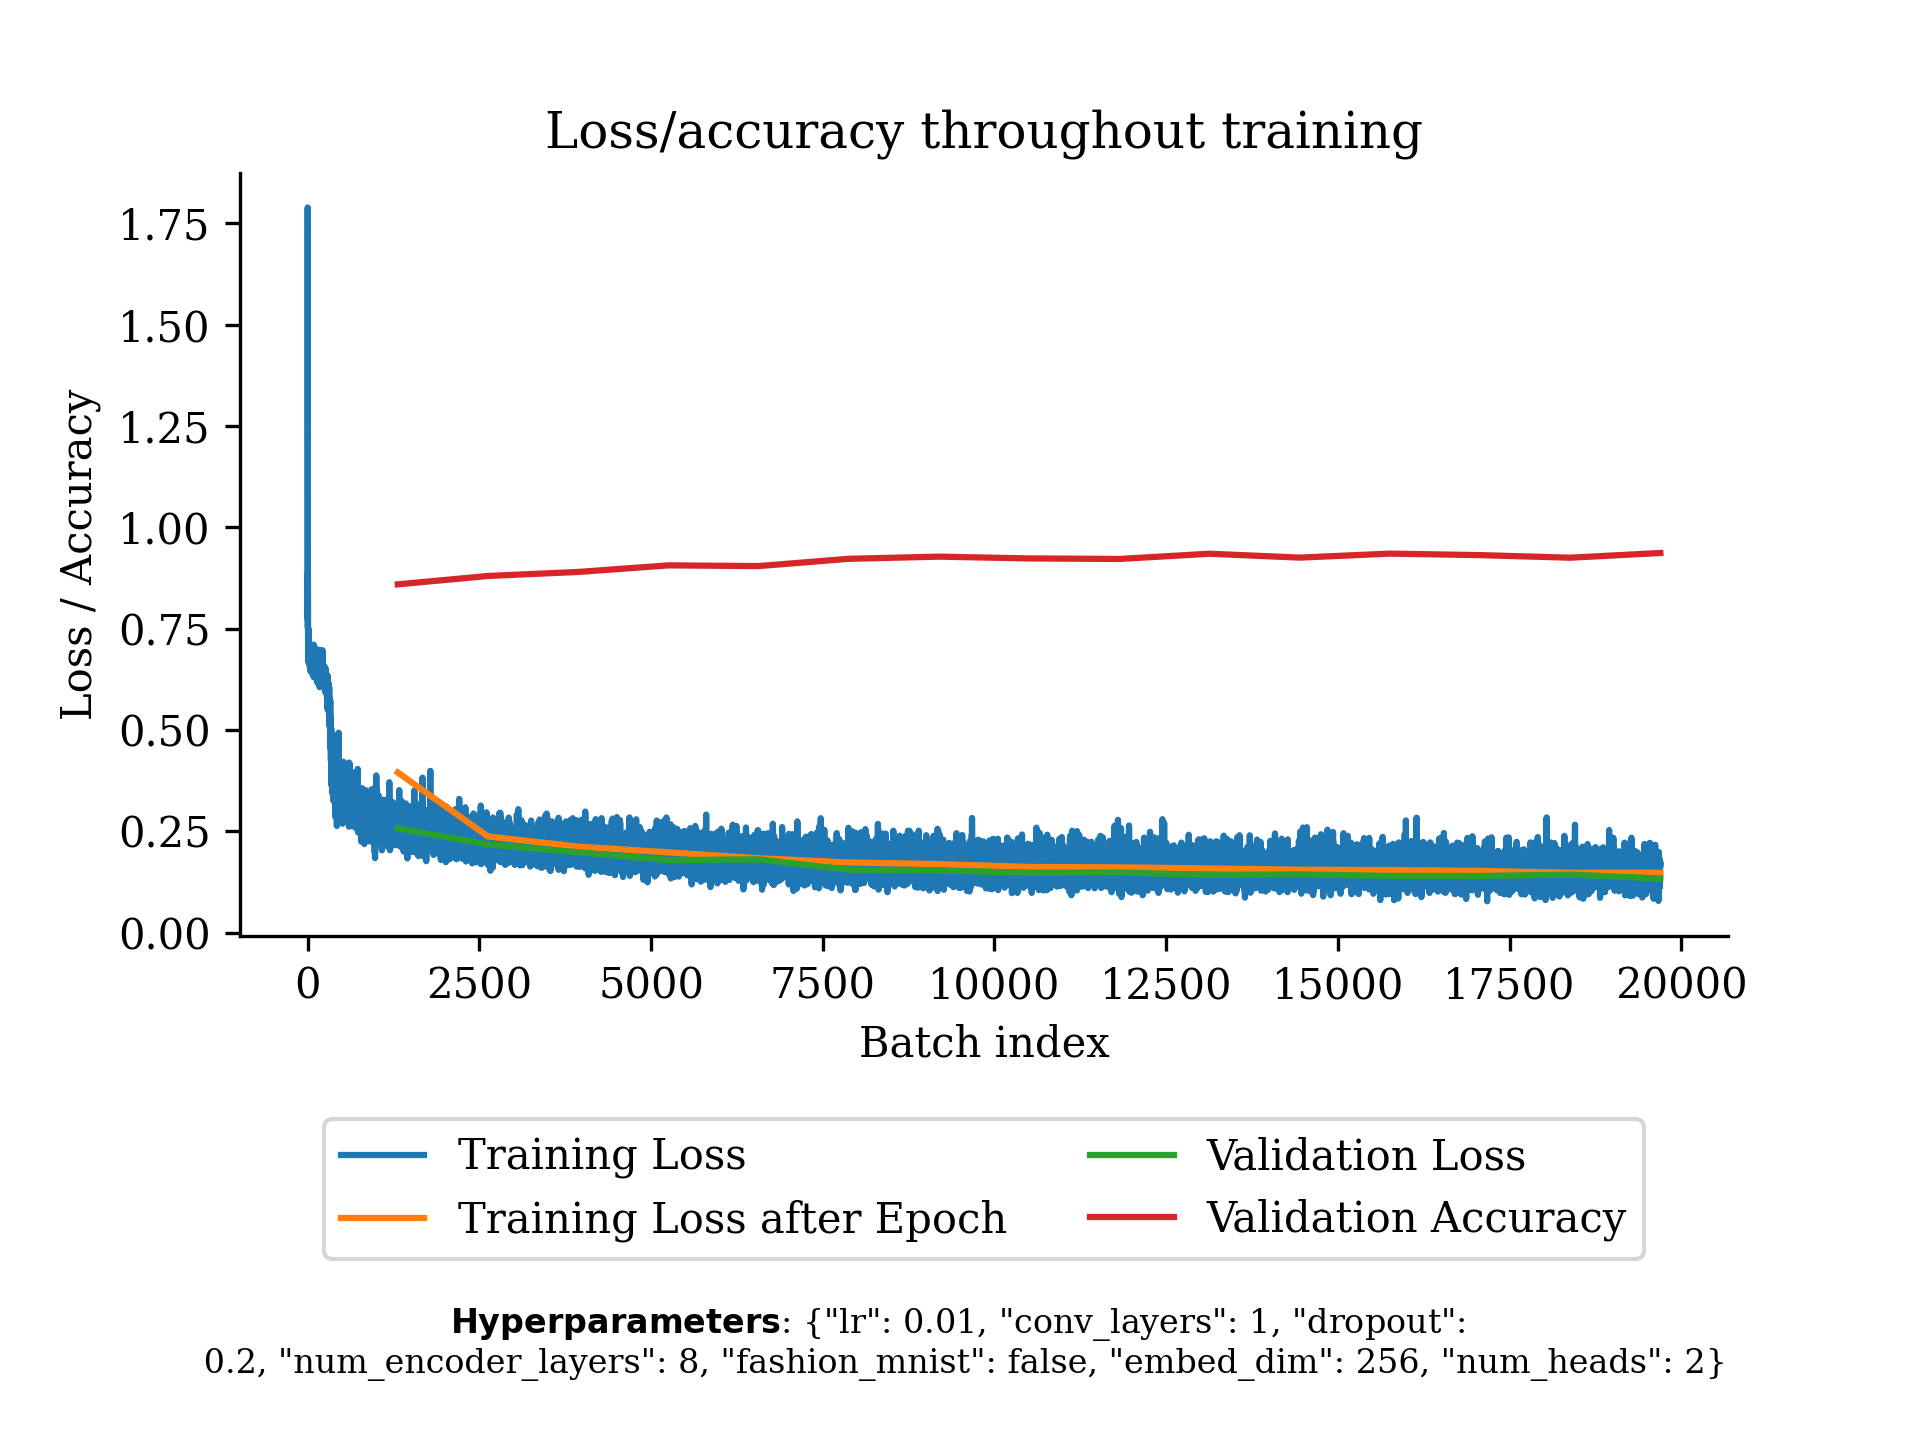 Loss/accuracy throughout training
Loss / Accuracy
1.75
1.50
1.25
1.00
0.75
0.50
0.25
0.00
0 2500 5000 7500 10000 12500 15000 17500 20000
Batch index
Training Loss
Training Loss after Epoch
Validation Loss
Validation Accuracy
Hyperparameters: {"lr": 0.01, "conv_layers": 1, "dropout":
0.2, "num_encoder_layers": 8, "fashion_mnist": false, "embed_dim": 256, "num_heads": 2}